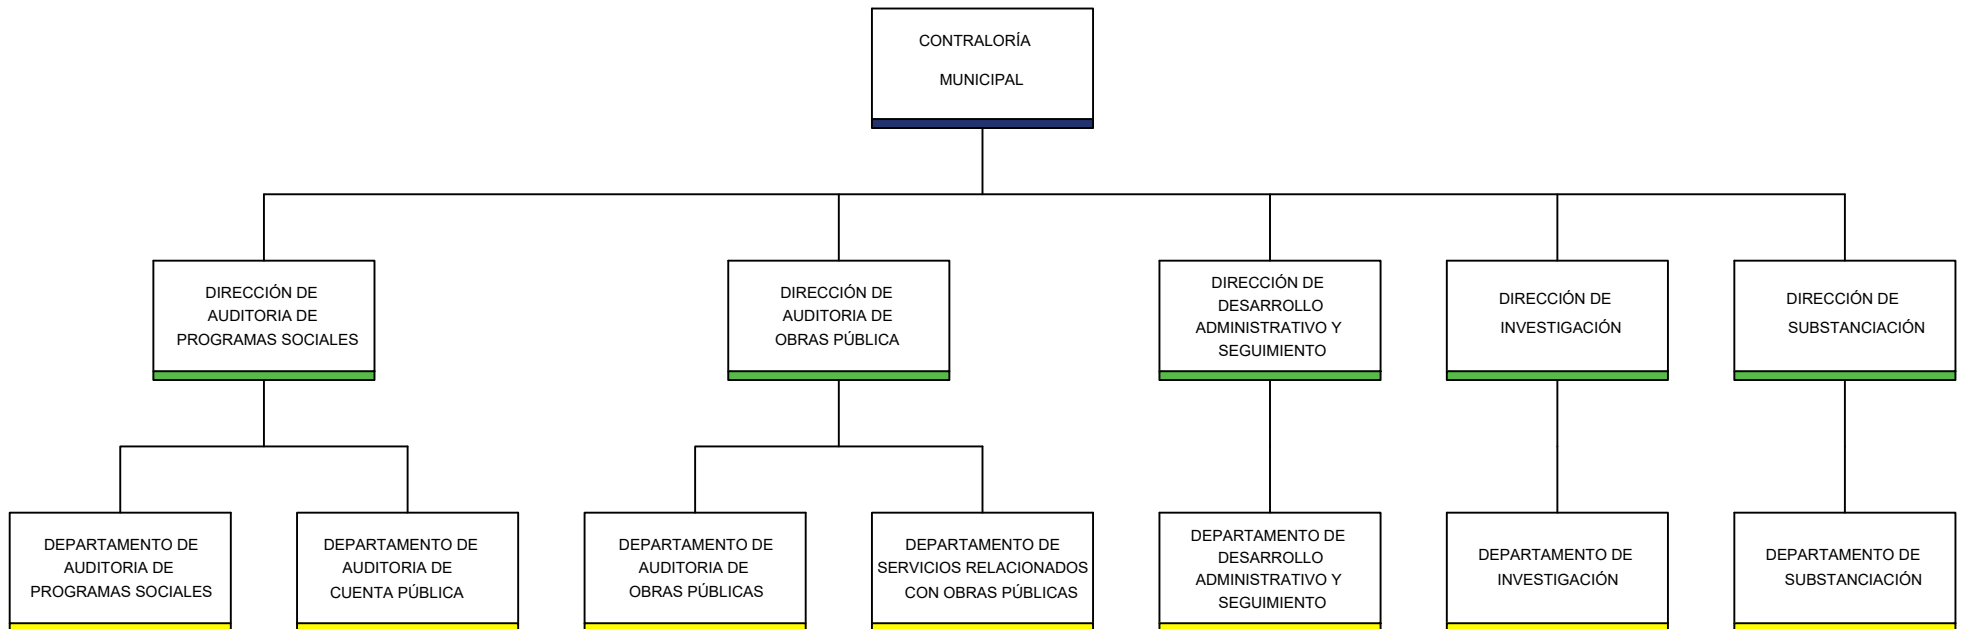 CONTRALORÍA
MUNICIPAL
DIRECCIÓN DE
AUDITORIA DE
PROGRAMAS SOCIALES
DIRECCIÓN DE
AUDITORIA DE
OBRAS PÚBLICA
DIRECCIÓN DE
DESARROLLO
ADMINISTRATIVO Y
SEGUIMIENTO
DIRECCIÓN DE
INVESTIGACIÓN
DIRECCIÓN DE
SUBSTANCIACIÓN
DEPARTAMENTO DE
AUDITORIA DE
PROGRAMAS SOCIALES
DEPARTAMENTO DE
AUDITORIA DE
CUENTA PÚBLICA
DEPARTAMENTO DE
AUDITORIA DE
OBRAS PÚBLICAS
DEPARTAMENTO DE
SERVICIOS RELACIONADOS
CON OBRAS PÚBLICAS
DEPARTAMENTO DE
DESARROLLO
ADMINISTRATIVO Y
SEGUIMIENTO
DEPARTAMENTO DE
INVESTIGACIÓN
DEPARTAMENTO DE
SUBSTANCIACIÓN